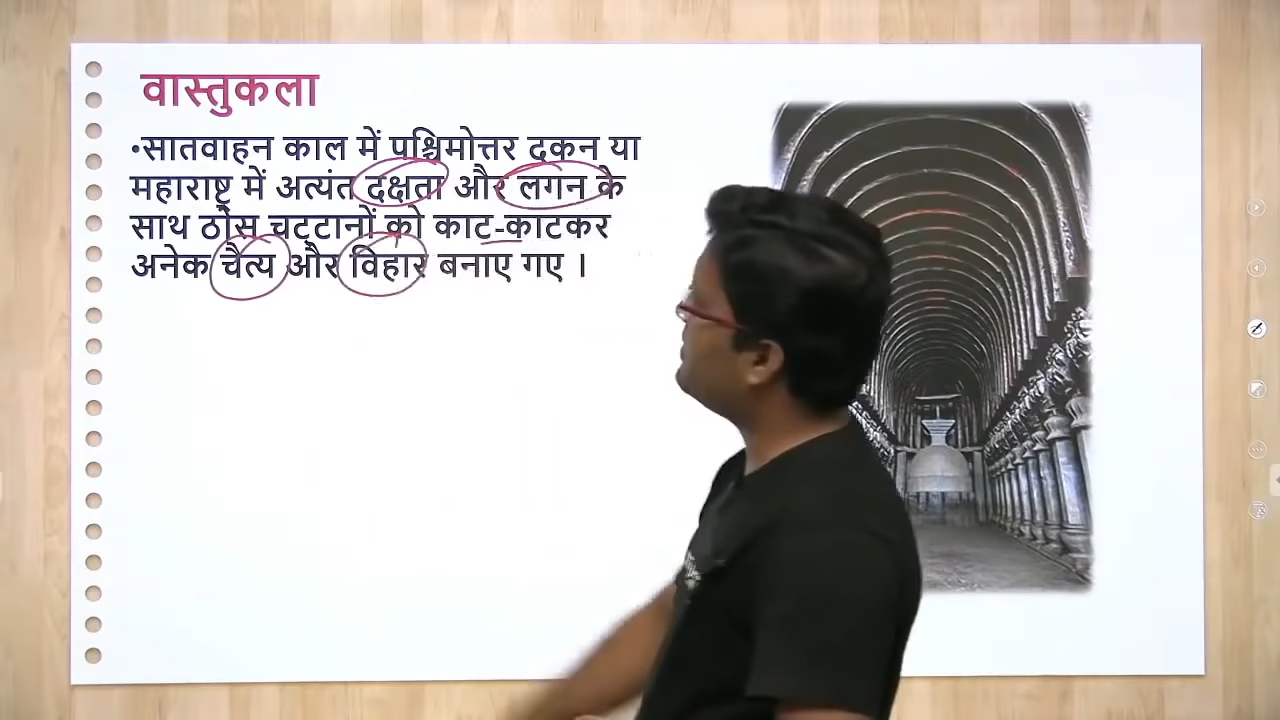 वास्तुकला
•सातवाहन काल में पश्चिमोत्तर दकन या
महाराष्ट्र में अत्यंत दक्षता और लगन के
साथ ठोस चट्टानों को काट-काटकर
अनेक चैत्य और विहार बनाए गए ।